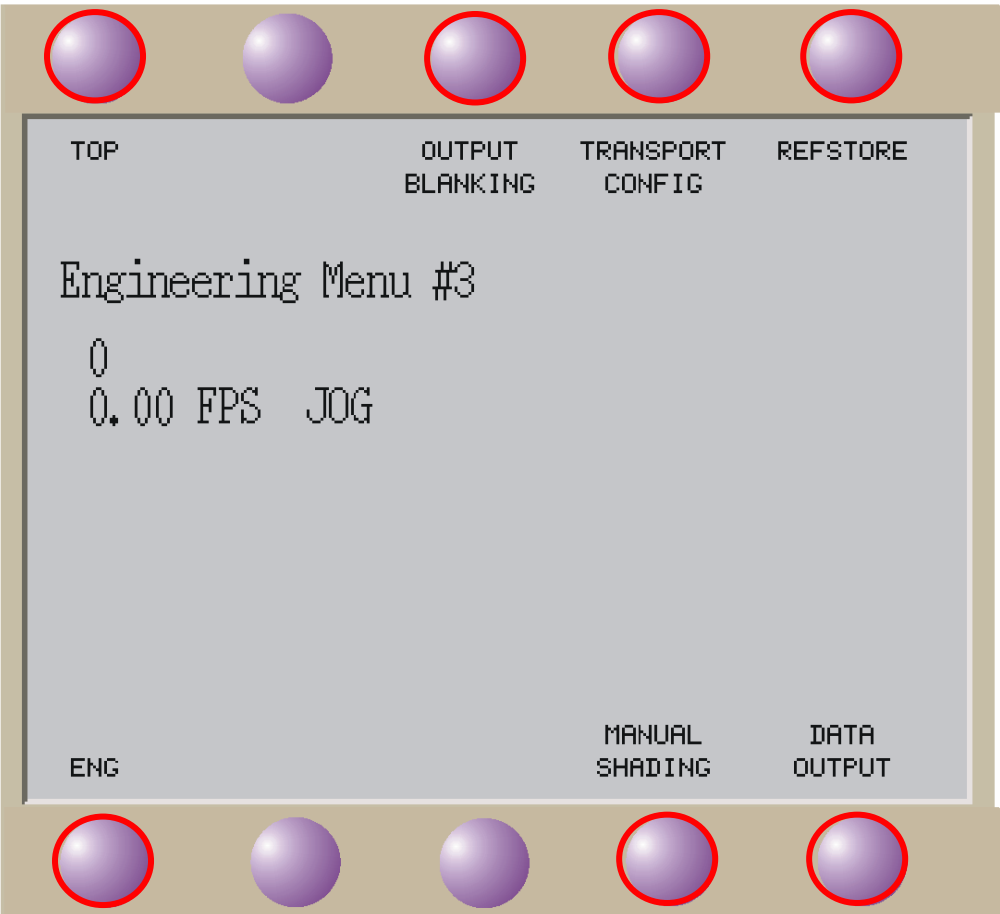 TOP
OUTPUT BLANKING
TRANSPORT CONFIG
REFSTORE
Engineering Menu #3
0
0.00 FPS JOG
ENG
MANUAL SHADING
DATA OUTPUT